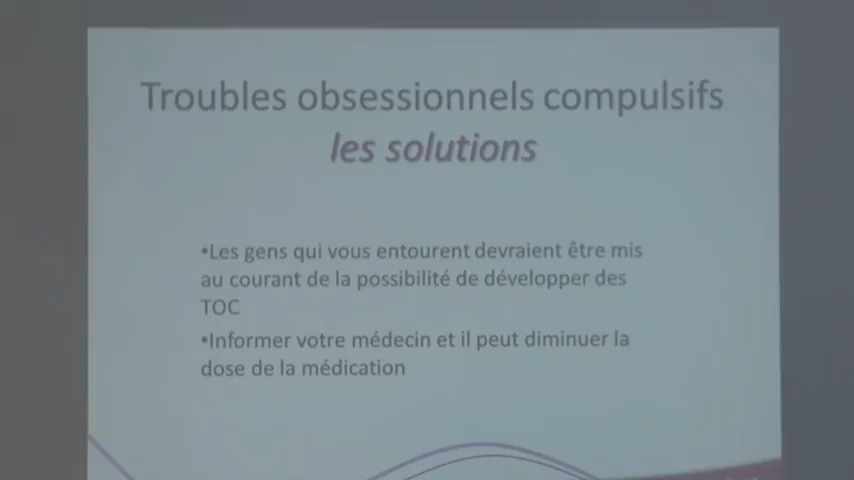 Troubles obsessionnels compulsifs
les solutions
•Les gens qui vous entourent devraient être mis
au courant de la possibilité de développer des
TOC
•Informer votre médecin et il peut diminuer la
dose de la médication